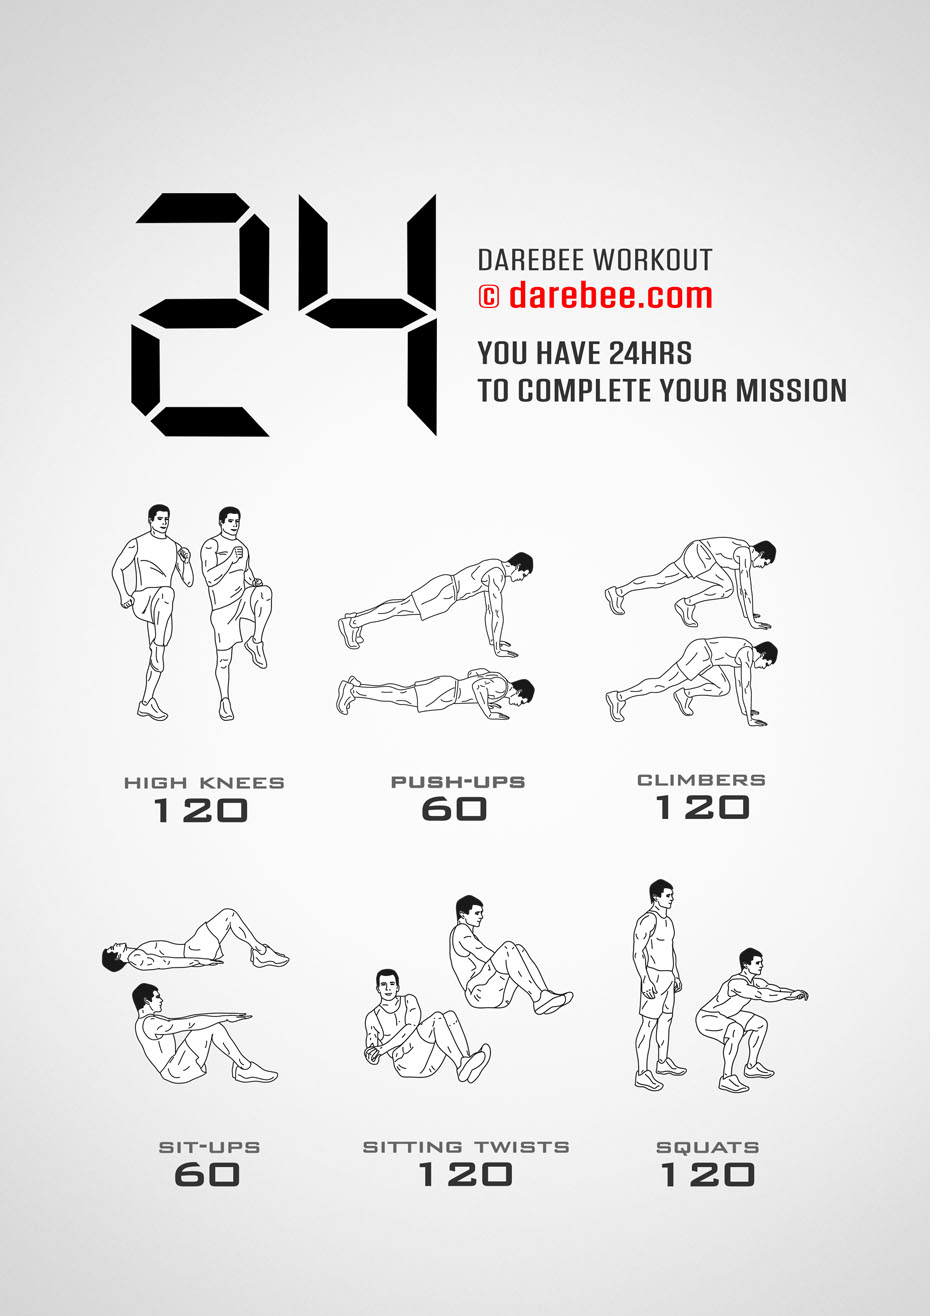 24
DAREBEE WORKOUT
© darebee.com
YOU HAVE 24HRS
TO COMPLETE YOUR MISSION
HIGH KNEES
120
PUSH-UPS
60
CLIMBERS
120
SIT-UPS
60
SITTING TWISTS
120
SQUATS
120